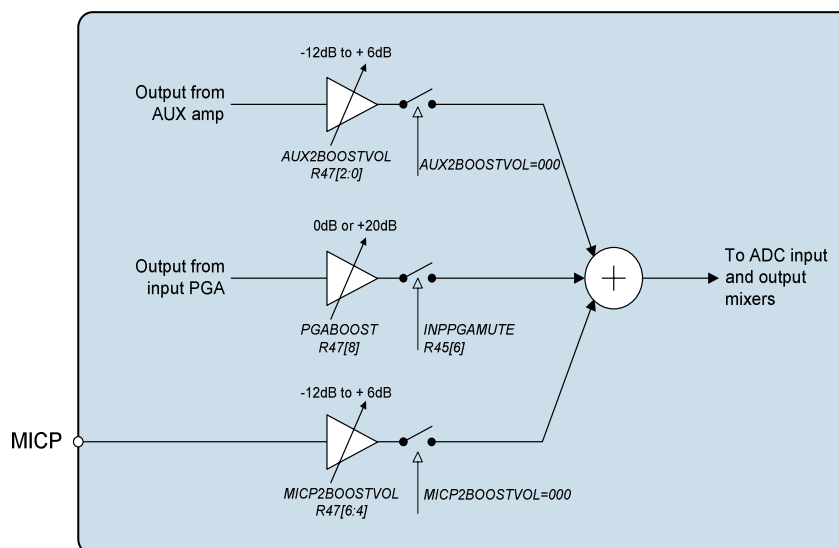 -12dB to + 6dB
Output from
AUX amp
AUX2BOOSTVOL
R47[2:0]
AUX2BOOSTVOL=000
0dB or +20dB
Output from
input PGA
PGABOOST
R47[8]
INPPGAMUTE
R45[6]
+
To ADC input
and output
mixers
-12dB to + 6dB
MICP
MICP2BOOSTVOL
R47[6:4]
MICP2BOOSTVOL=000